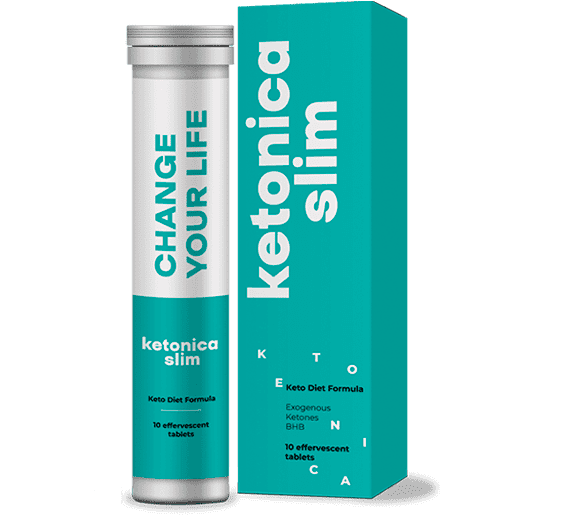 CHANGE
YOUR LIFE
ketonica
slim
Keto Diet Formula
10 effervescent
tablets
ketonica
slim
K E T O N I C A
Keto Diet Formula
Exogenous
Ketones
BHB
10 effervescent
tablets